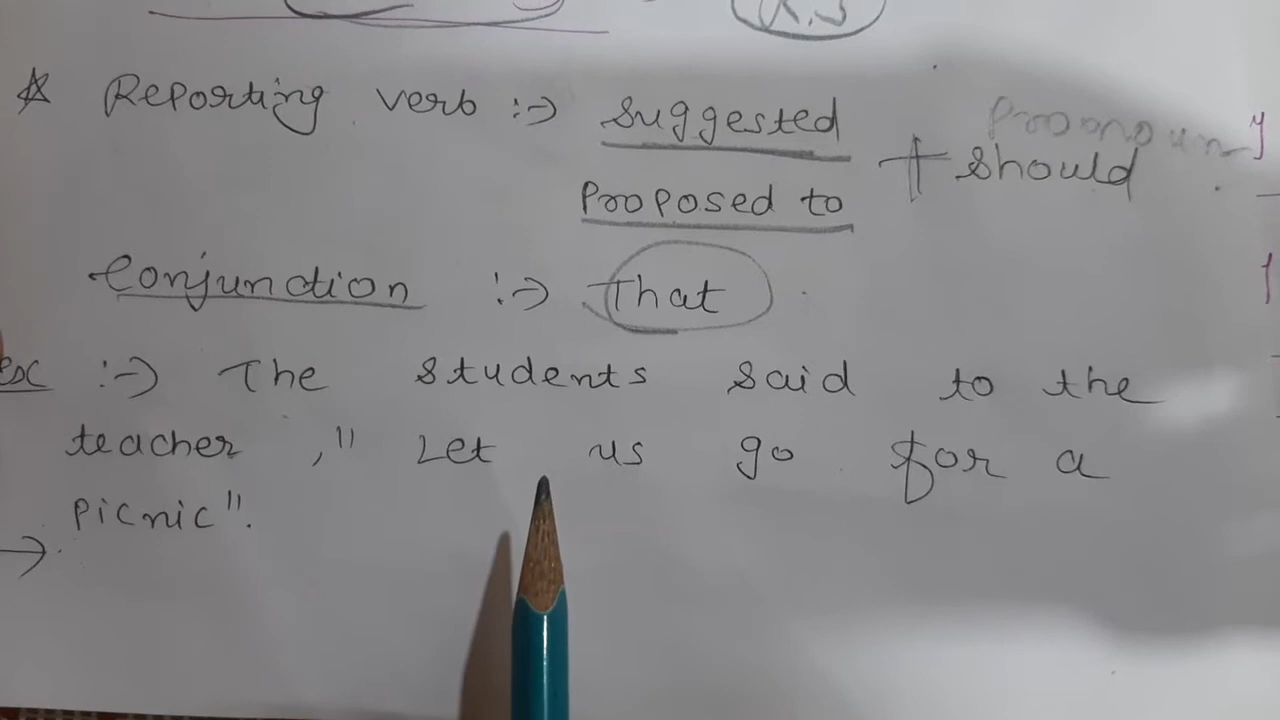 R.S
☆ Reporting verb :-> suggested
Pronoun
+ should
Proposed to
Conjunction :-> That
ex :-> The students said to the
teacher ," Let us go for a
picnic".
→